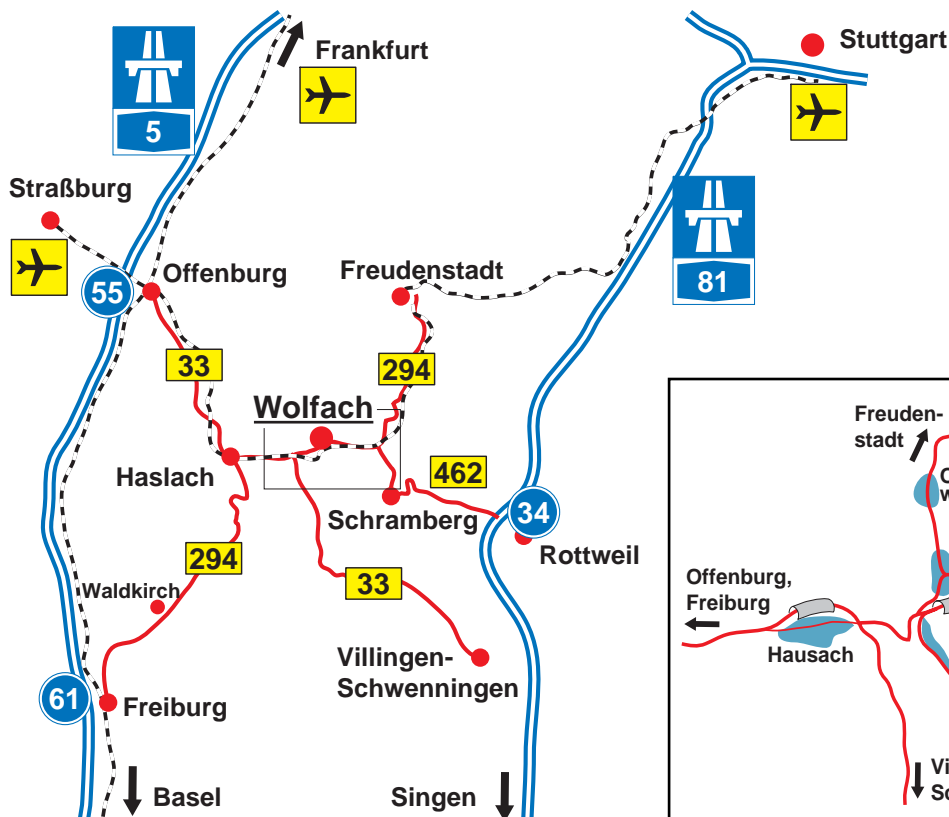 Frankfurt
Stuttgart
5
Straßburg
Offenburg
Freudenstadt
55
81
33
294
Wolfach
Freuden-
stadt
Haslach
462
Schramberg
34
Rottweil
294
33
Waldkirch
Offenburg,
Freiburg
Hausach
Villingen-
Schwenningen
61
Freiburg
Basel
Singen